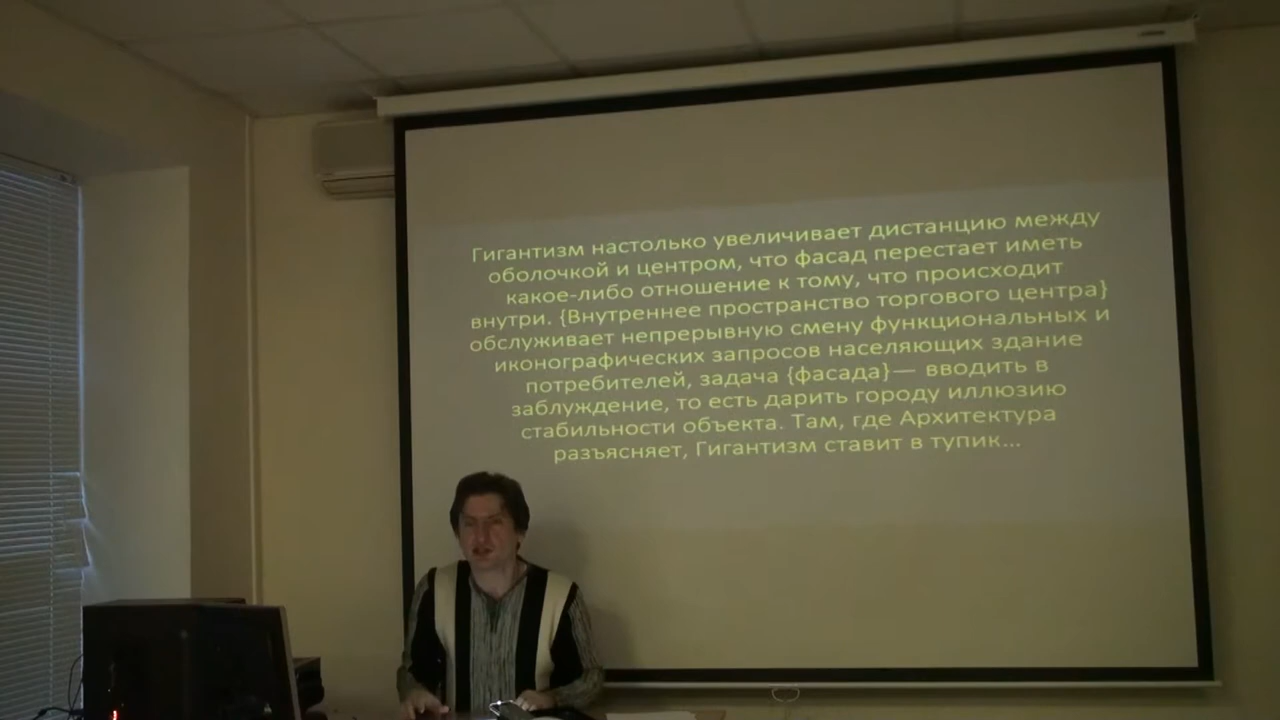 Гигантизм настолько увеличивает дистанцию между
оболочкой и центром, что фасад перестает иметь
какое-либо отношение к тому, что происходит
внутри. {Внутреннее пространство торгового центра}
обслуживает непрерывную смену функциональных и
иконографических запросов населяющих здание
потребителей, задача {фасада}— вводить в
заблуждение, то есть дарить городу иллюзию
стабильности объекта. Там, где Архитектура
разъясняет, Гигантизм ставит в тупик...